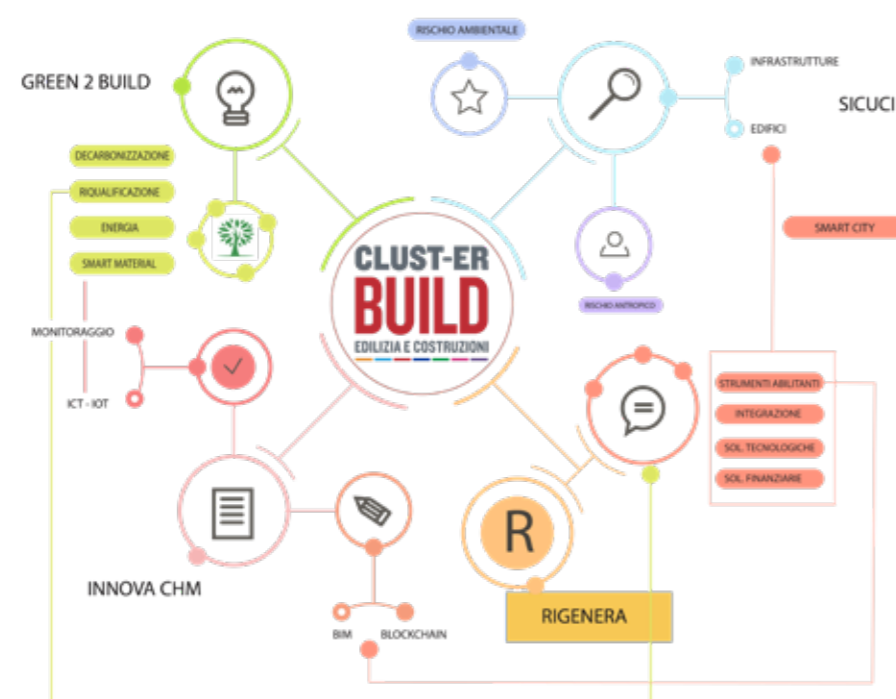 RISCHIO AMBIENTALE
GREEN 2 BUILD
INFRASTRUTTURE
SICUCI
EDIFICI
DECARBONIZZAZIONE
RIQUALIFICAZIONE
ENERGIA
SMART MATERIAL
SMART CITY
CLUST-ER
BUILD
EDILIZIA E COSTRUZIONI
RISCHIO ANTROPICO
MONITORAGGIO
ICT - IOT
STRUMENTI ABILITANTI
INTEGRAZIONE
SOL. TECNOLOGICHE
SOL. FINANZIARIE
R
INNOVA CHM
RIGENERA
BIM
BLOCKCHAIN